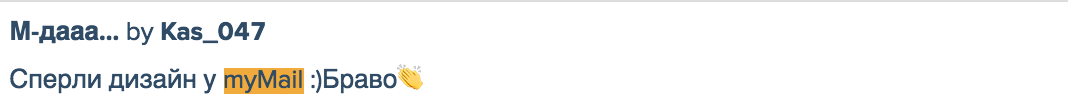 М-дааа... by Kas_047
Сперли дизайн у myMail :)Браво👏